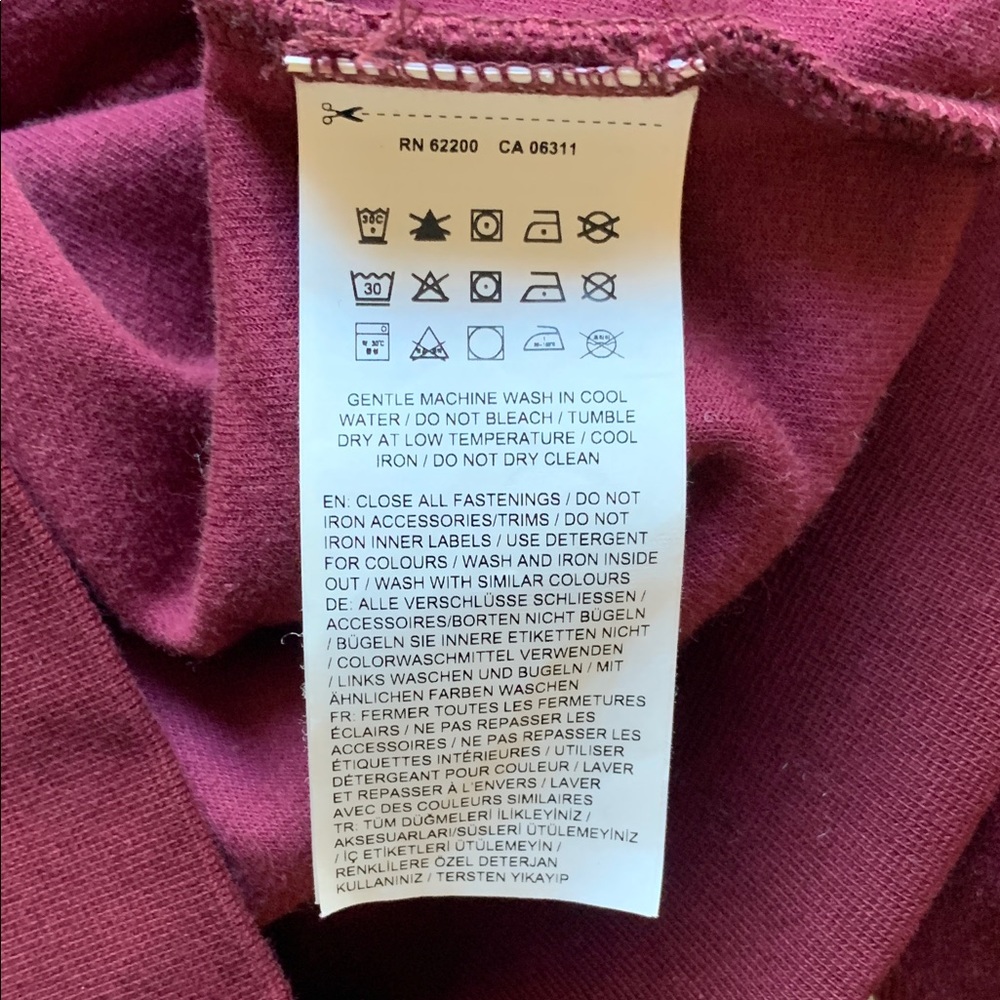 RN 62200 CA 06311
30C
30
30℃
GENTLE MACHINE WASH IN COOL
WATER / DO NOT BLEACH / TUMBLE
DRY AT LOW TEMPERATURE / COOL
IRON / DO NOT DRY CLEAN
EN: CLOSE ALL FASTENINGS / DO NOT
IRON ACCESSORIES/TRIMS / DO NOT
IRON INNER LABELS / USE DETERGENT
FOR COLOURS / WASH AND IRON INSIDE
OUT / WASH WITH SIMILAR COLOURS
DE: ALLE VERSCHLÜSSE SCHLIESSEN /
ACCESSOIRES/BORTEN NICHT BÜGELN
/ BÜGELN SIE INNERE ETIKETTEN NICHT
/ COLORWASCHMITTEL VERWENDEN
/ LINKS WASCHEN UND BUGELN / MIT
ÄHNLICHEN FARBEN WASCHEN
FR: FERMER TOUTES LES FERMETURES
ÉCLAIRS / NE PAS REPASSER LES
ACCESSOIRES / NE PAS REPASSER LES
ÉTIQUETTES INTÉRIEURES / UTILISER
DÉTERGEANT POUR COULEUR / LAVER
ET REPASSER À L'ENVERS / LAVER
AVEC DES COULEURS SIMILAIRES
TR: TÜM DÜĞMELERİ İLİKLEYİNİZ /
AKSESUARLARI/SÜSLERİ ÜTÜLEMEYİNİZ
/ İÇ ETİKETLERİ ÜTÜLEMEYİN /
RENKLİLERE ÖZEL DETERJAN
KULLANINIZ / TERSTEN YIKAYIP